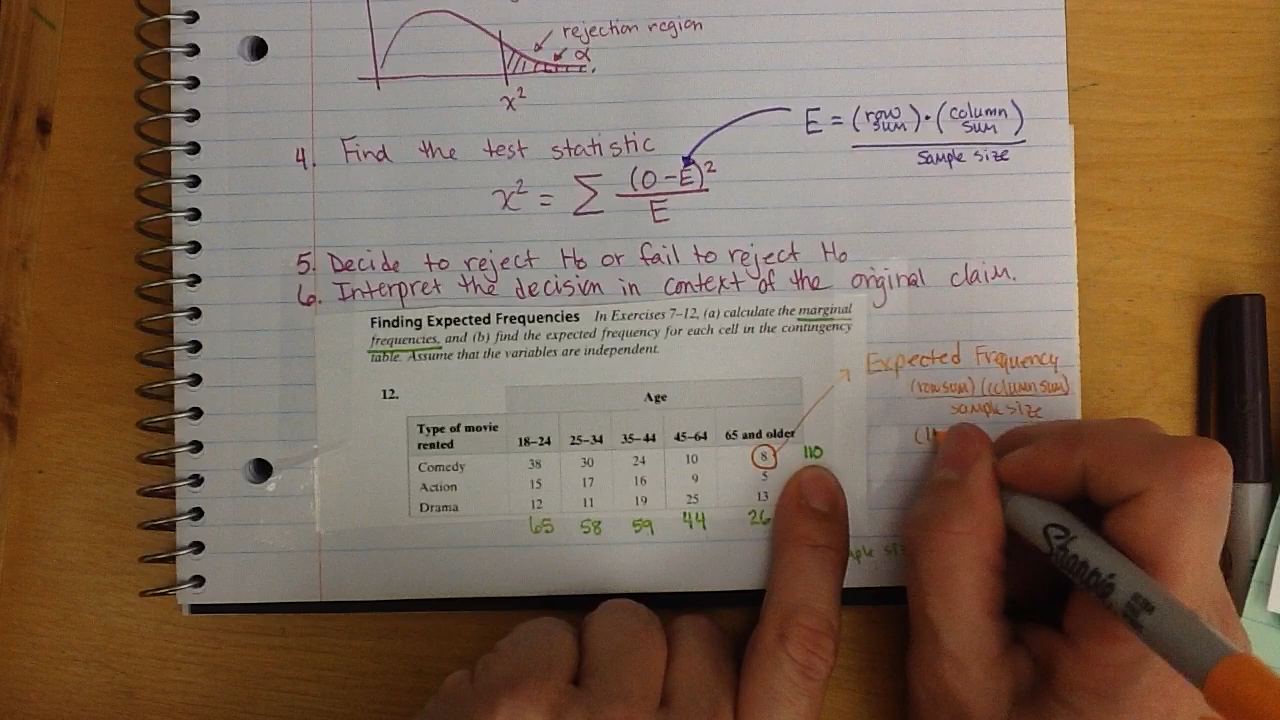 rejection region
α
x²
E = (row sum) · (column sum)
sample size
4. Find the test statistic
x² = Σ (O-E)²
E
5. Decide to reject Ho or fail to reject Ho
6. Interpret the decision in context of the original claim.
Finding Expected Frequencies In Exercises 7–12, (a) calculate the marginal
frequencies, and (b) find the expected frequency for each cell in the contingency
table. Assume that the variables are independent.
Expected Frequency
(row sum) (column sum)
sample size
12.
Age
Type of movie
rented 18–24 25–34 35–44 45–64 65 and older
Comedy 38 30 24 10 8 110
Action 15 17 16 9 5
Drama 12 11 19 25 13
65 58 59 44 26
Sharpie